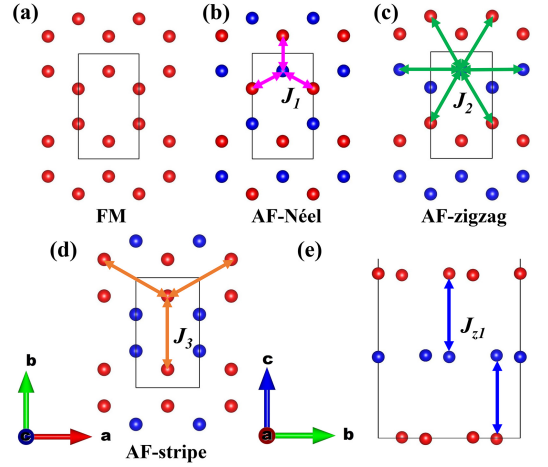 (a) (b) (c)
J1 J2
FM AF-Néel AF-zigzag
(d) (e)
J3 Jz1
b c
c a a b
AF-stripe